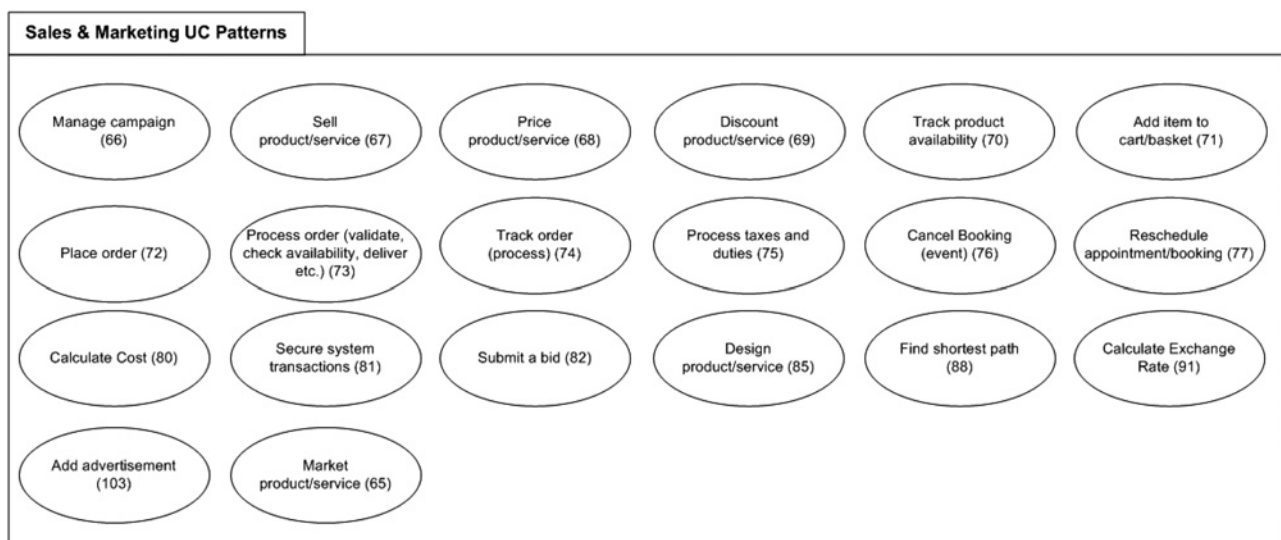 Sales & Marketing UC Patterns
Manage campaign
(66)
Sell
product/service (67)
Price
product/service (68)
Discount
product/service (69)
Track product
availability (70)
Add item to
cart/basket (71)
Place order (72)
Process order (validate,
check availability, deliver
etc.) (73)
Track order
(process) (74)
Process taxes and
duties (75)
Cancel Booking
(event) (76)
Reschedule
appointment/booking (77)
Calculate Cost (80)
Secure system
transactions (81)
Submit a bid (82)
Design
product/service (85)
Find shortest path
(88)
Calculate Exchange
Rate (91)
Add advertisement
(103)
Market
product/service (65)